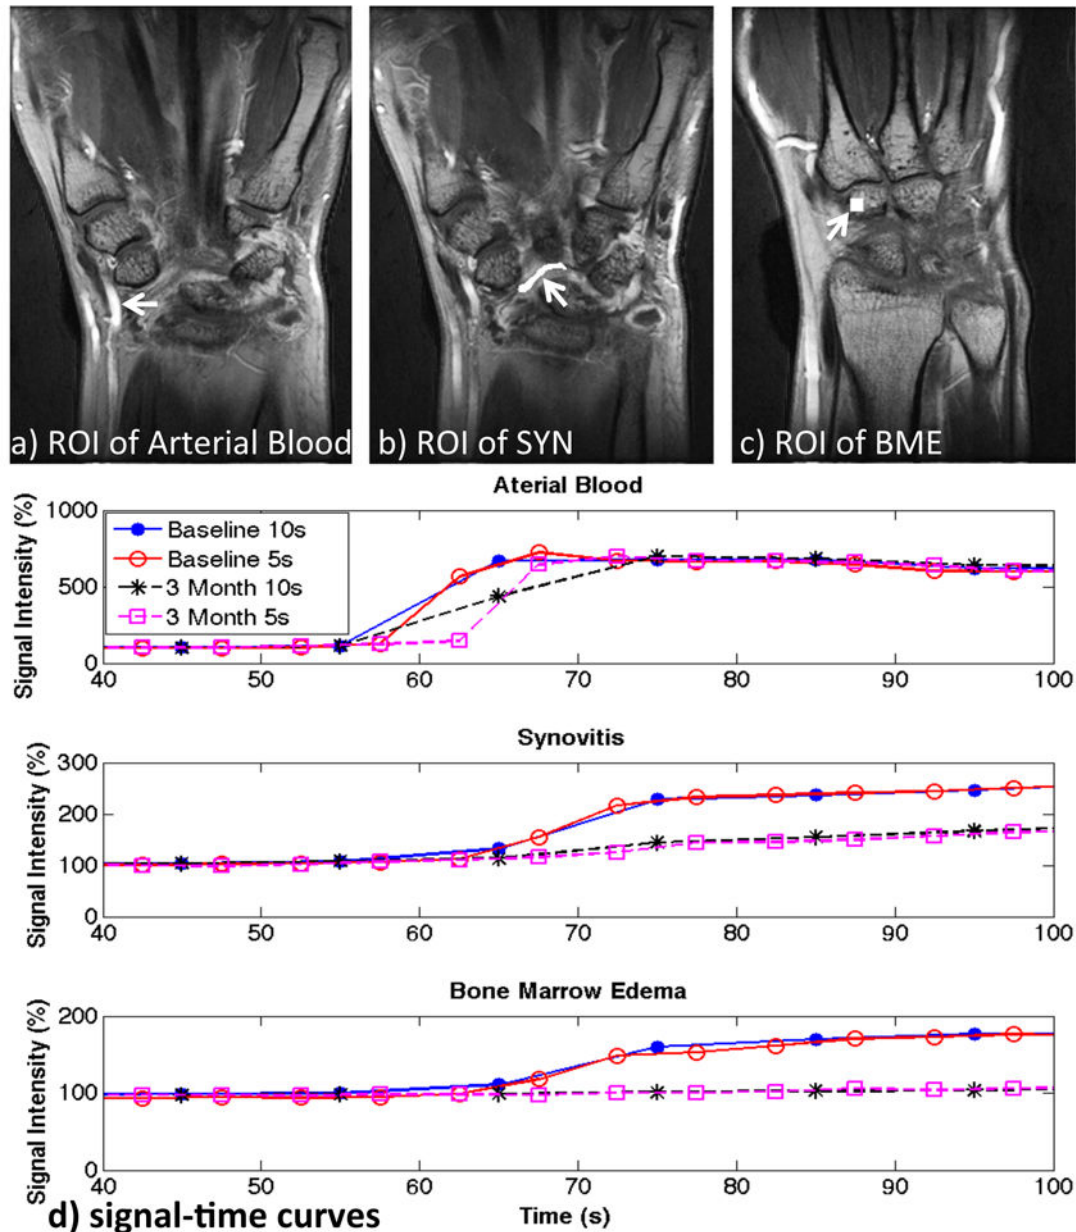 a) ROI of Arterial Blood
b) ROI of SYN
c) ROI of BME
Aterial Blood
Signal Intensity (%)
1000
500
0
Baseline 10s
Baseline 5s
3 Month 10s
3 Month 5s
40 50 60 70 80 90 100
Synovitis
Signal Intensity (%)
300
200
100
0
40 50 60 70 80 90 100
Bone Marrow Edema
Signal Intensity (%)
200
100
0
40 50 60 70 80 90 100
d) signal-time curves
Time (s)